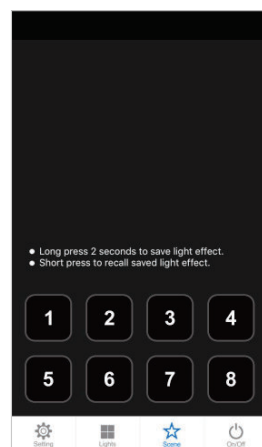 ● Long press 2 seconds to save light effect.
● Short press to recall saved light effect.
1 2 3 4
5 6 7 8
Setting Lights Scene On/Off